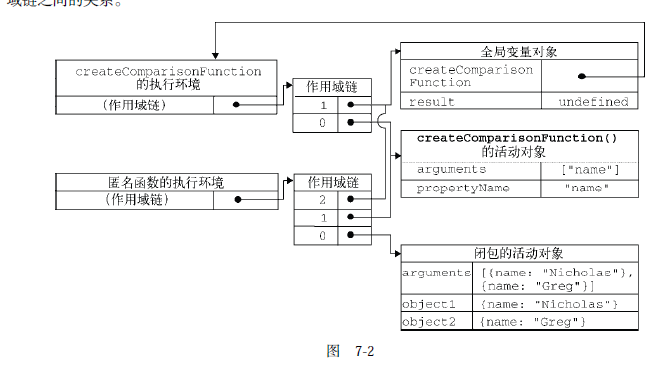 域链之间的关系。
createComparisonFunction
的执行环境
(作用域链)
作用域链
1
0
全局变量对象
createComparison
Function
result undefined
createComparisonFunction()
的活动对象
arguments ["name"]
propertyName "name"
匿名函数的执行环境
(作用域链)
作用域链
2
1
0
闭包的活动对象
arguments [{name: "Nicholas"},
{name: "Greg"}]
object1 {name: "Nicholas"}
object2 {name: "Greg"}
图 7-2